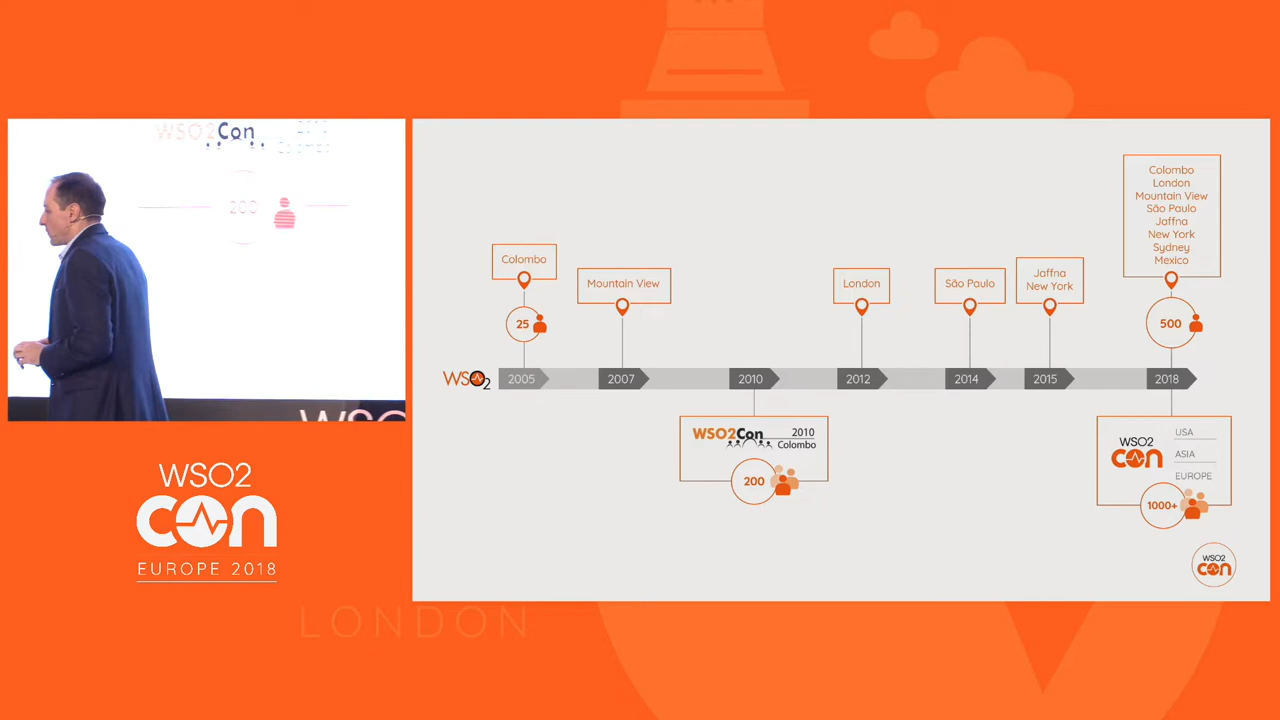 WSO2Con
200
WSO2
WSO2
con
EUROPE 2018
LONDON
Colombo
London
Mountain View
São Paulo
Jaffna
New York
Sydney
Mexico
Colombo
Mountain View
London
São Paulo
Jaffna
New York
25
500
WSO2
2005
2007
2010
2012
2014
2015
2018
WSO2Con 2010
Colombo
200
WSO2
con
USA
ASIA
EUROPE
1000+
WSO2
con